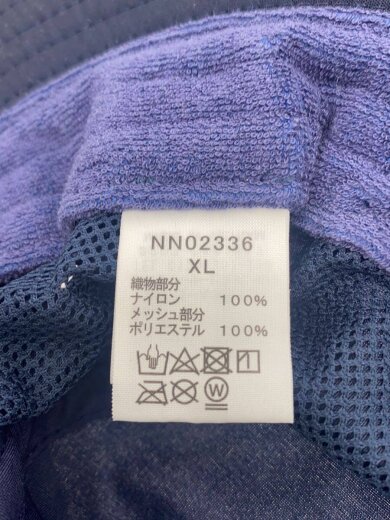 NN02336
XL
織物部分
ナイロン 100%
メッシュ部分
ポリエステル 100%
W